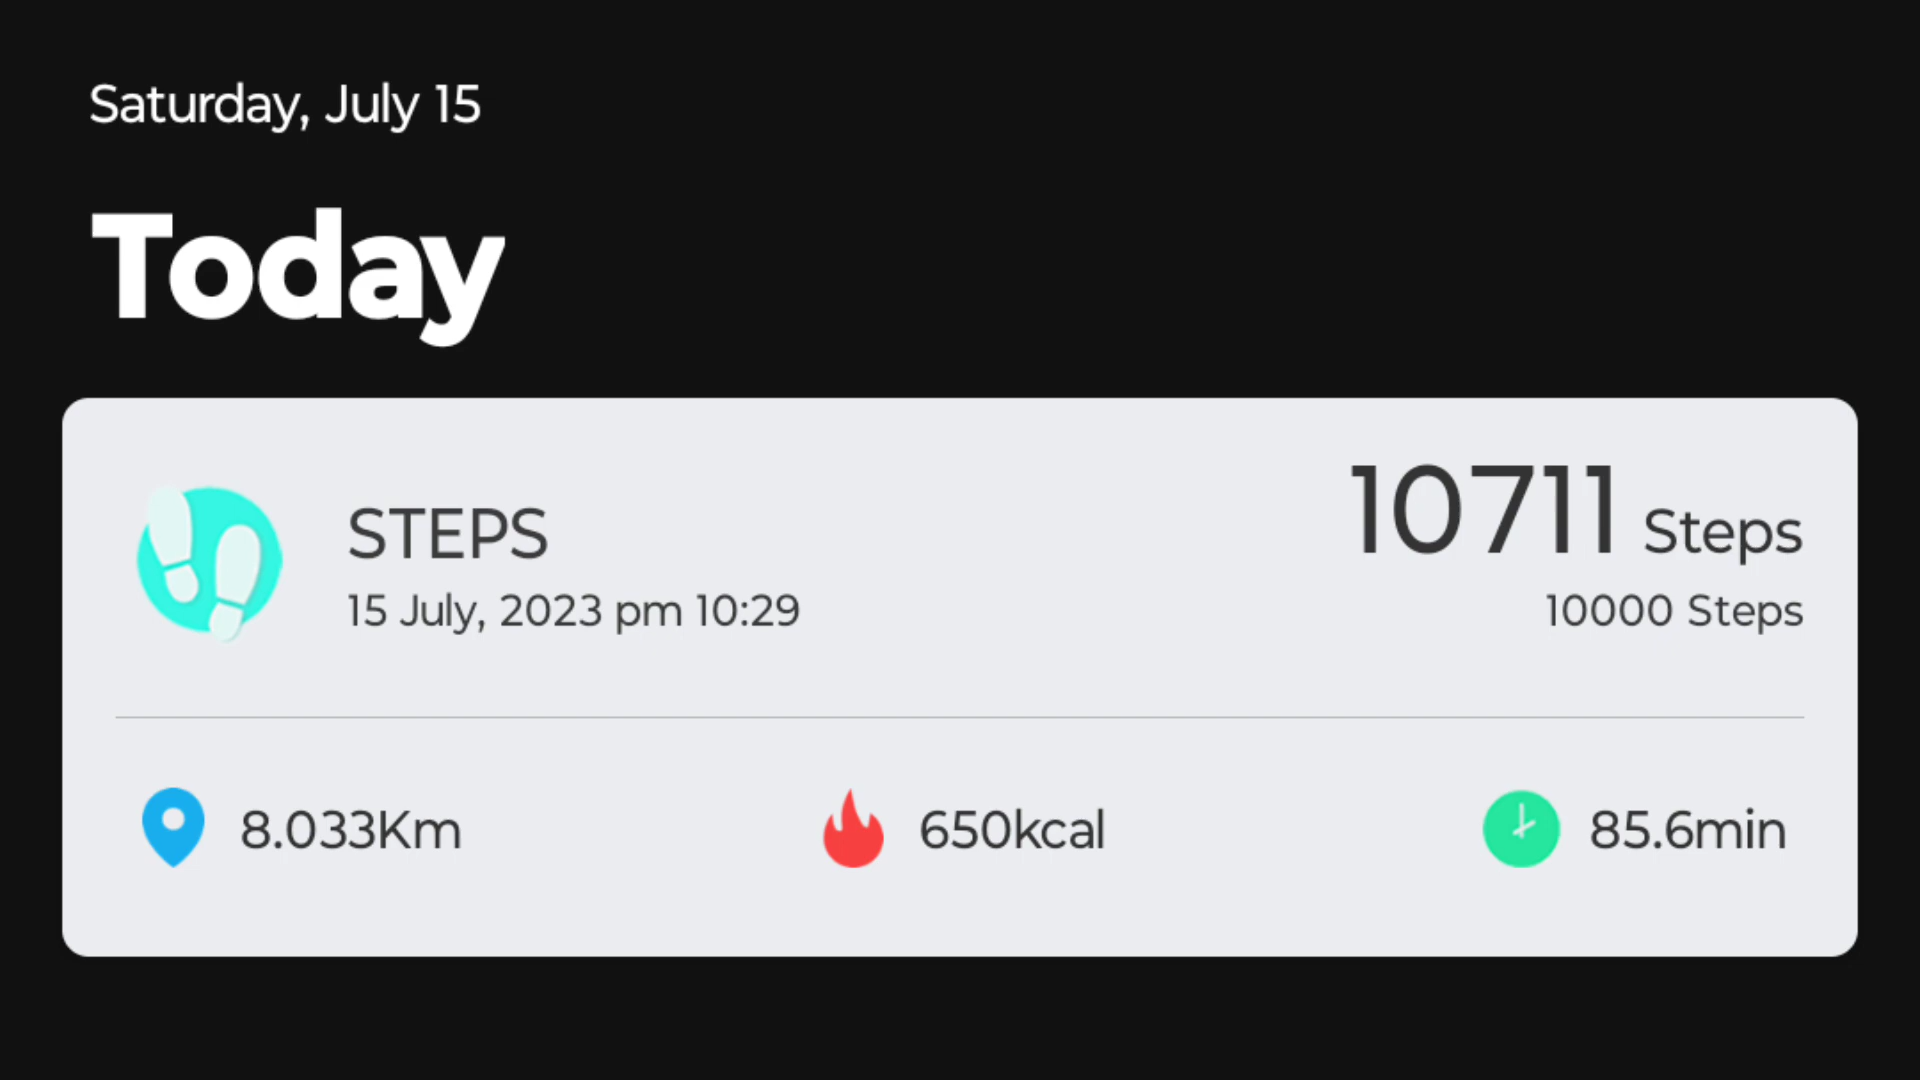 Saturday, July 15
Today
STEPS
10711 Steps
15 July, 2023 pm 10:29
10000 Steps
8.033Km
650kcal
85.6min